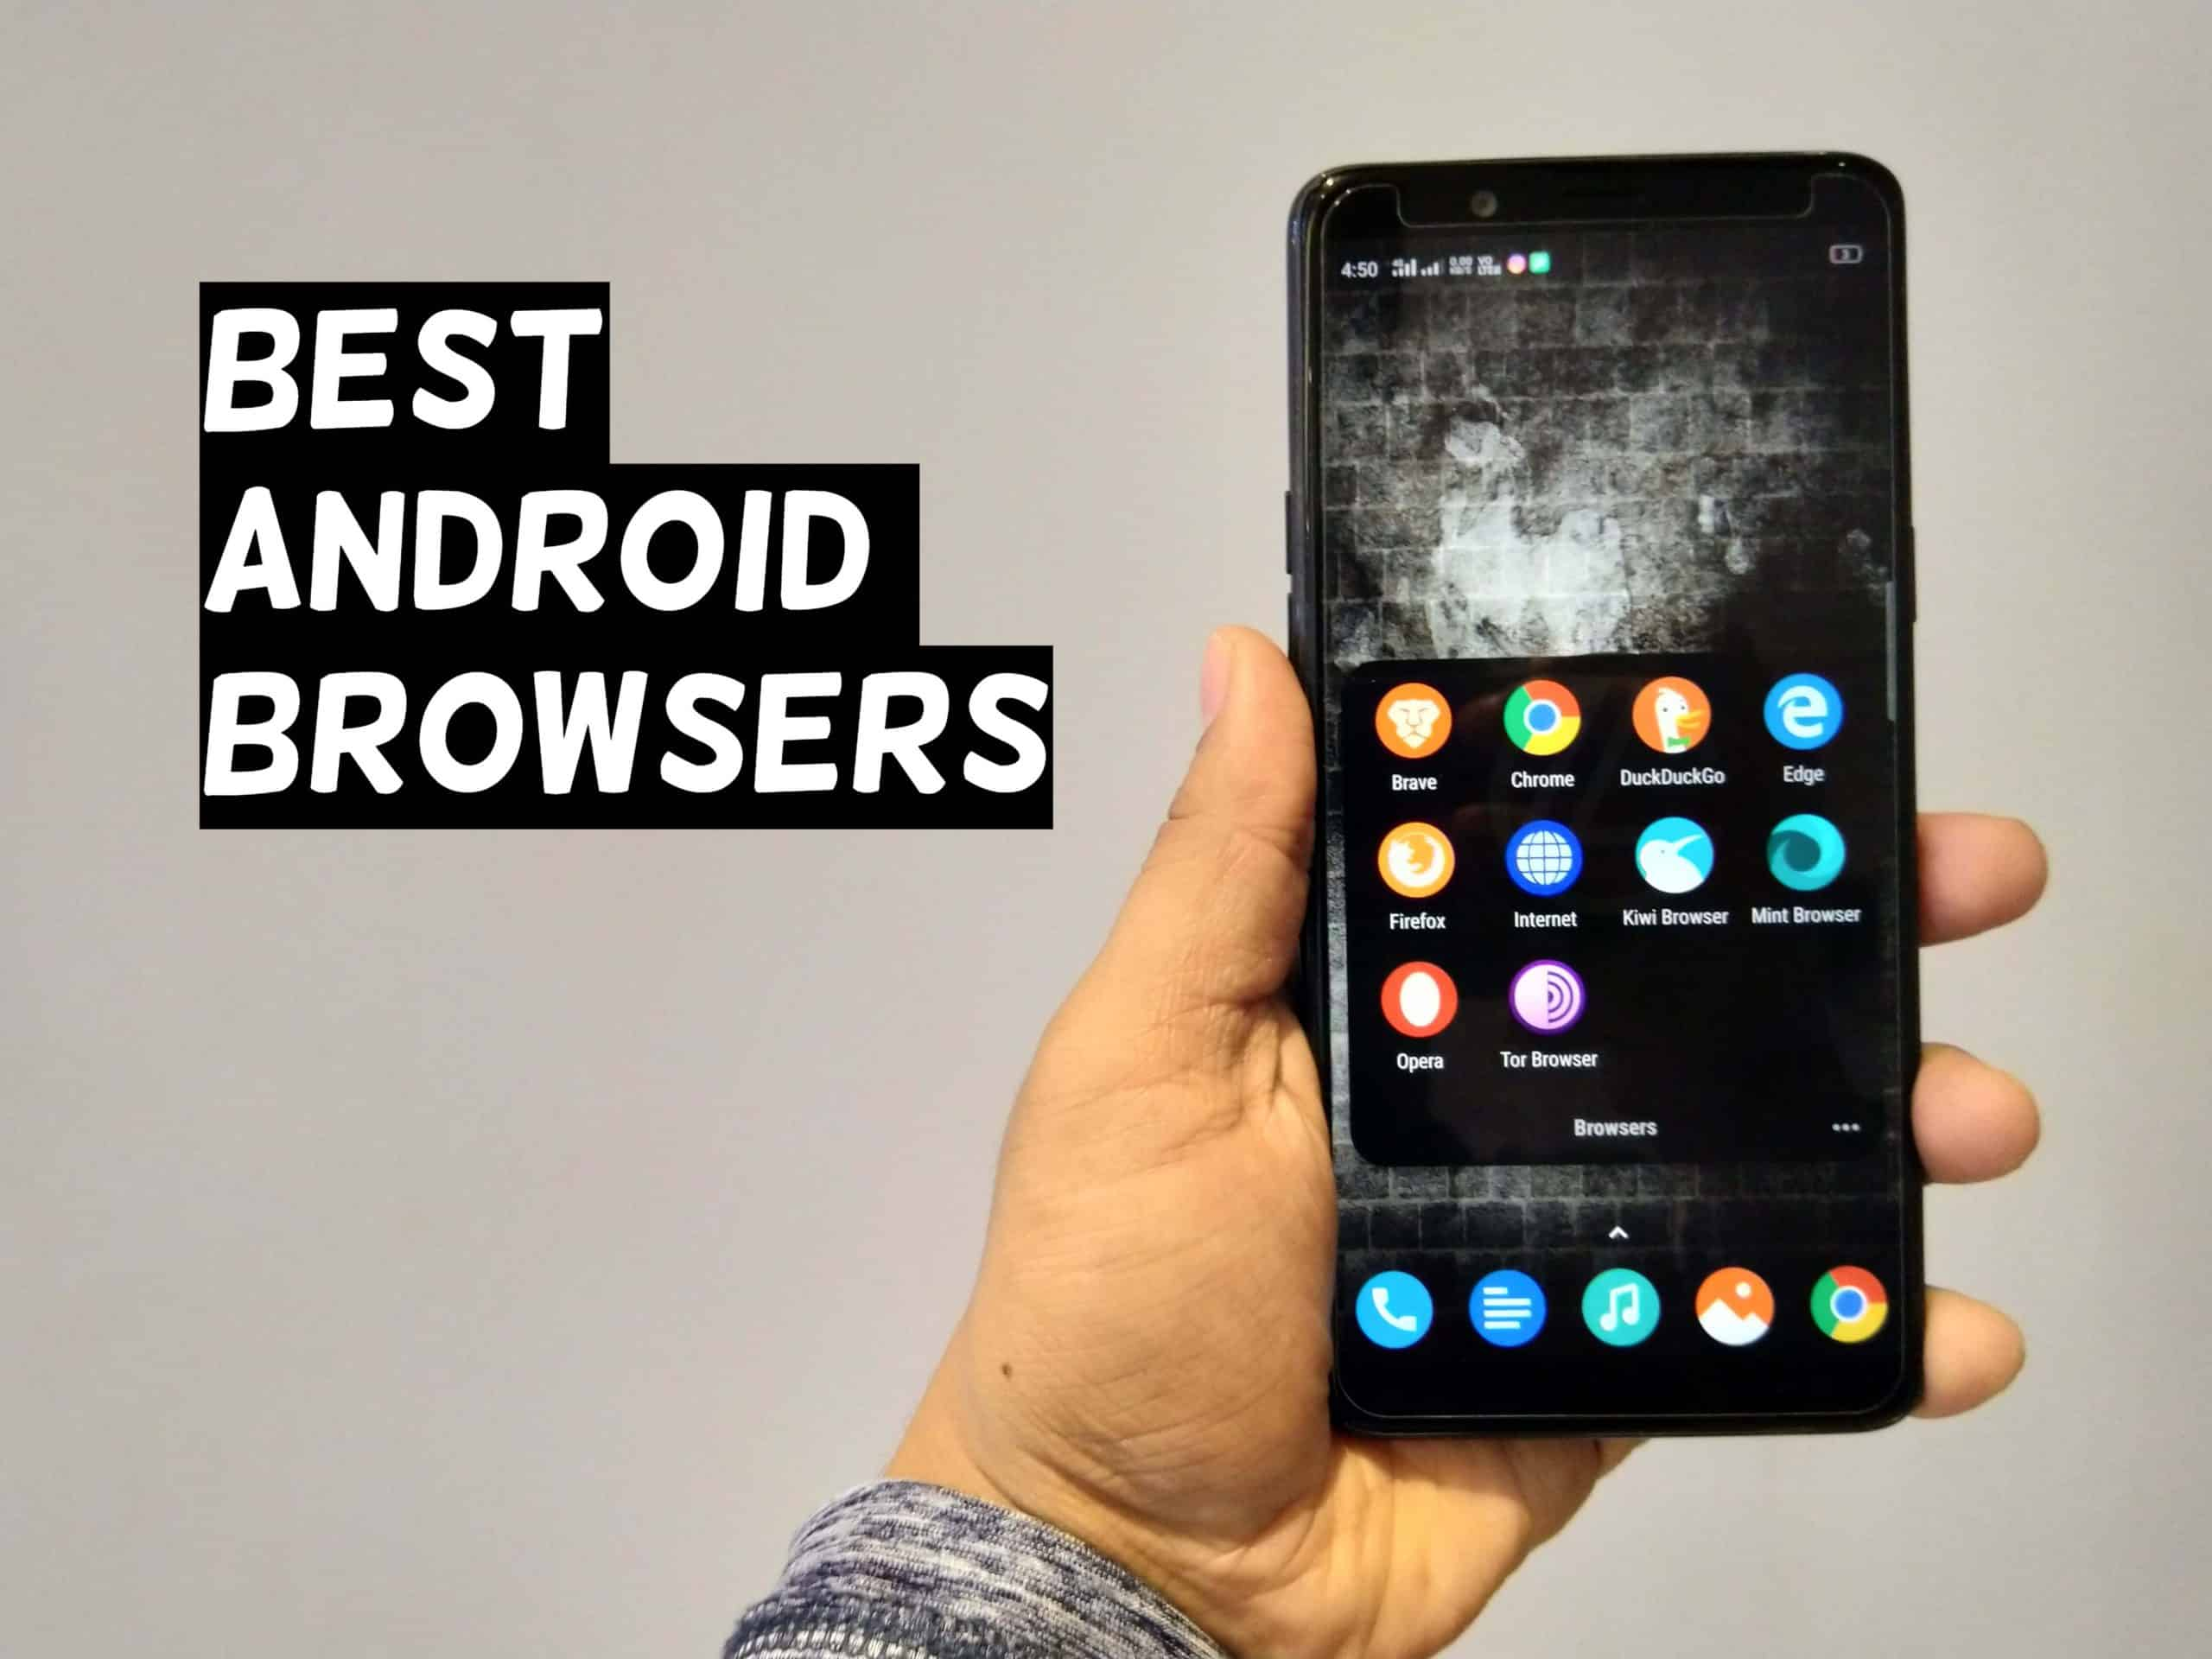 BEST
ANDROID
BROWSERS
4:50
Brave Chrome DuckDuckGo Edge
Firefox Internet Kiwi Browser Mint Browser
Opera Tor Browser
Browsers